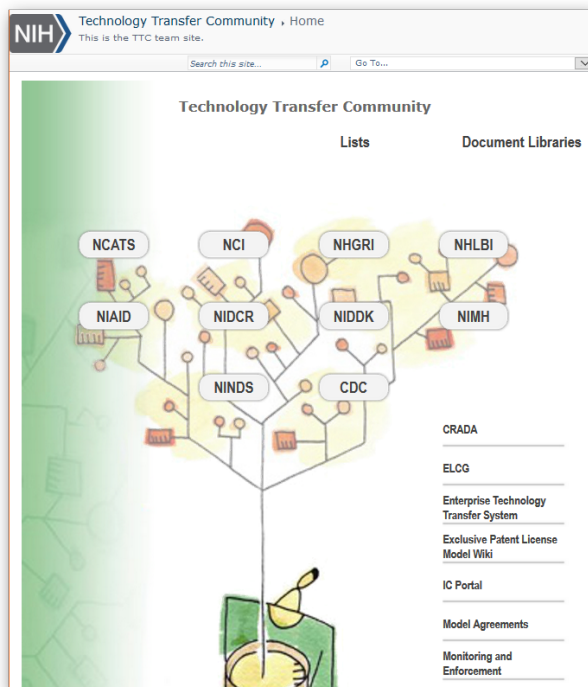 NIH
Technology Transfer Community › Home
This is the TTC team site.
Search this site...
Go To...
Technology Transfer Community
Lists
Document Libraries
NCATS
NCI
NHGRI
NHLBI
NIAID
NIDCR
NIDDK
NIMH
NINDS
CDC
CRADA
ELCG
Enterprise Technology
Transfer System
Exclusive Patent License
Model Wiki
IC Portal
Model Agreements
Monitoring and
Enforcement